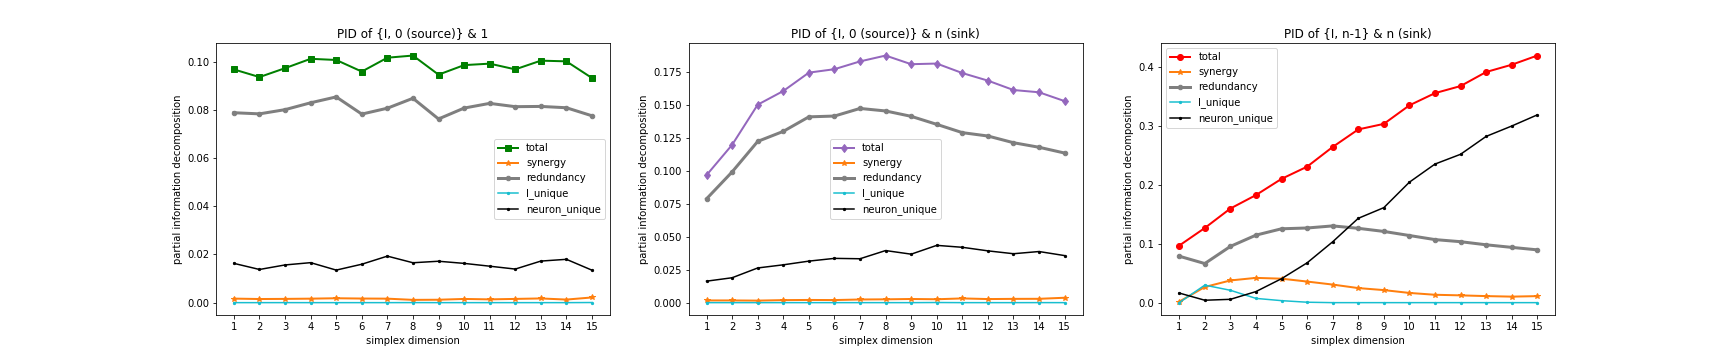 PID of {I, 0 (source)} & 1
partial information decomposition
0.10
0.08
0.06
0.04
0.02
0.00
total
synergy
redundancy
I_unique
neuron_unique
1 2 3 4 5 6 7 8 9 10 11 12 13 14 15
simplex dimension
PID of {I, 0 (source)} & n (sink)
partial information decomposition
0.175
0.150
0.125
0.100
0.075
0.050
0.025
0.000
total
synergy
redundancy
I_unique
neuron_unique
1 2 3 4 5 6 7 8 9 10 11 12 13 14 15
simplex dimension
PID of {I, n-1} & n (sink)
partial information decomposition
0.4
0.3
0.2
0.1
0.0
total
synergy
redundancy
I_unique
neuron_unique
1 2 3 4 5 6 7 8 9 10 11 12 13 14 15
simplex dimension